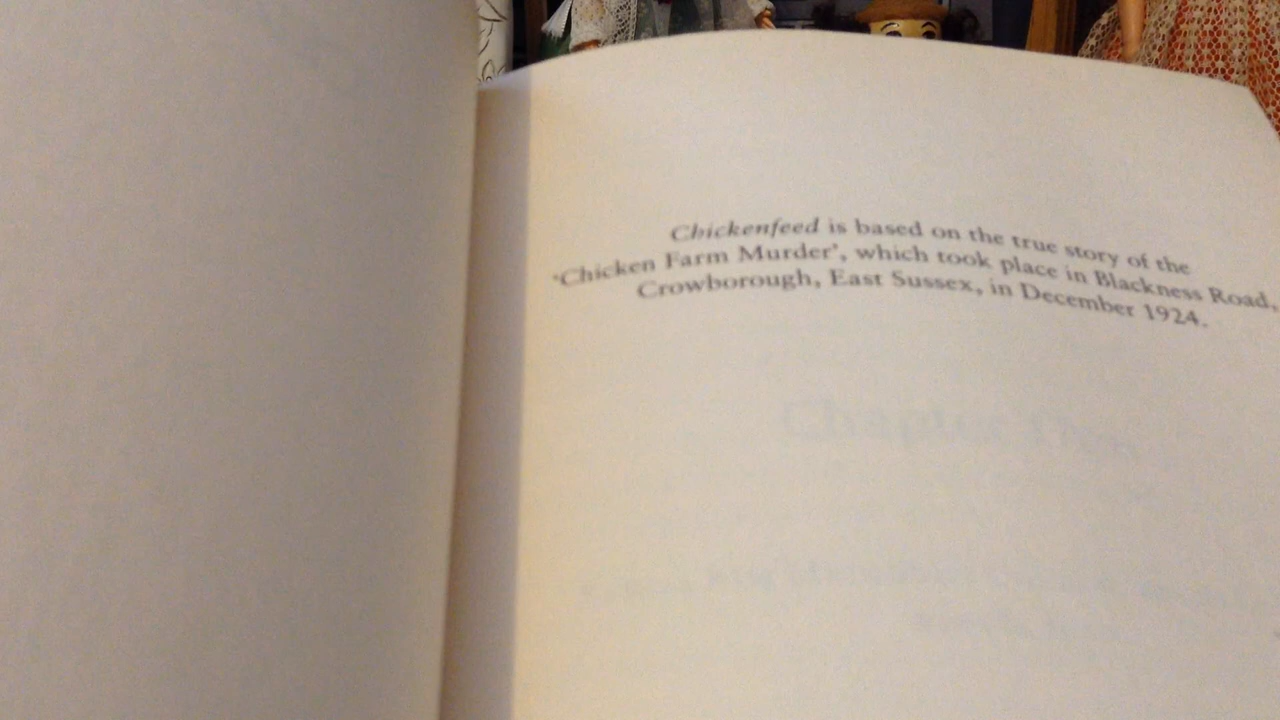 Chickenfeed is based on the true story of the
'Chicken Farm Murder', which took place in Blackness Road,
Crowborough, East Sussex, in December 1924.